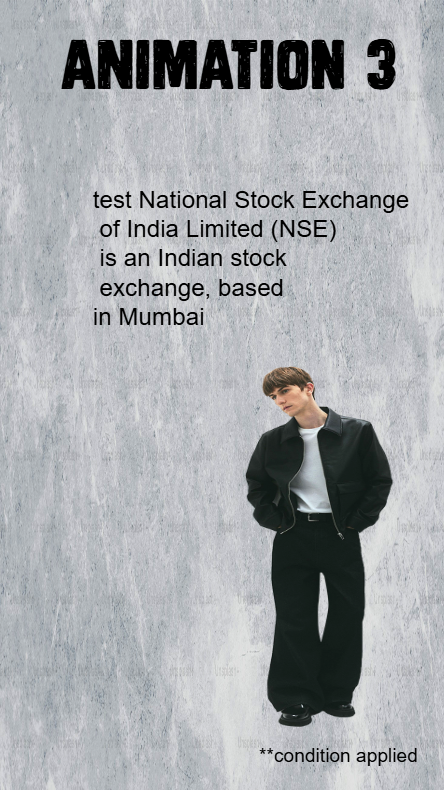 ANIMATION 3
test National Stock Exchange
of India Limited (NSE)
is an Indian stock
exchange, based
in Mumbai
**condition applied